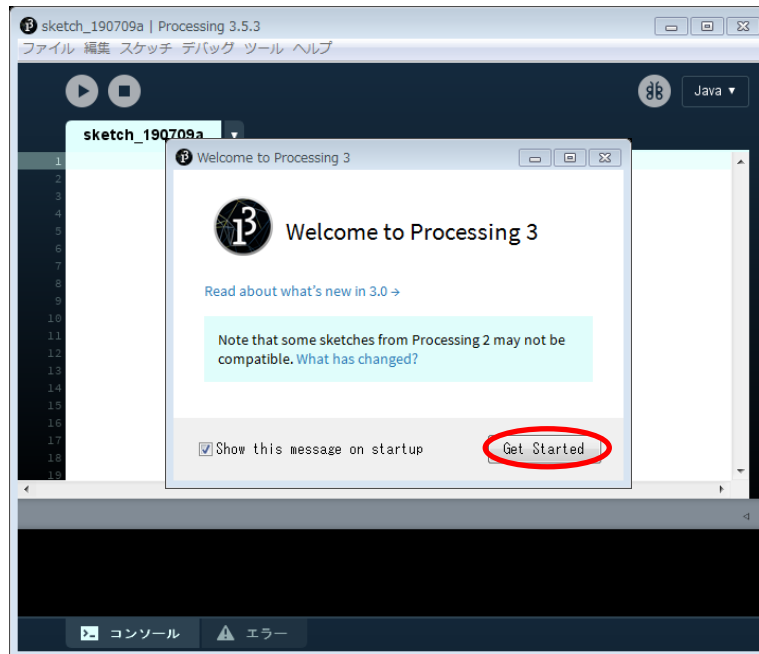 sketch_190709a | Processing 3.5.3
ファイル 編集 スケッチ デバッグ ツール ヘルプ
Java ▼
sketch_190709a ▼
Welcome to Processing 3
1
2
3
4
5
6
7
8
9
10
11
12
13
14
15
16
17
18
19
Welcome to Processing 3
Read about what's new in 3.0 →
Note that some sketches from Processing 2 may not be
compatible. What has changed?
Show this message on startup
Get Started
コンソール
エラー